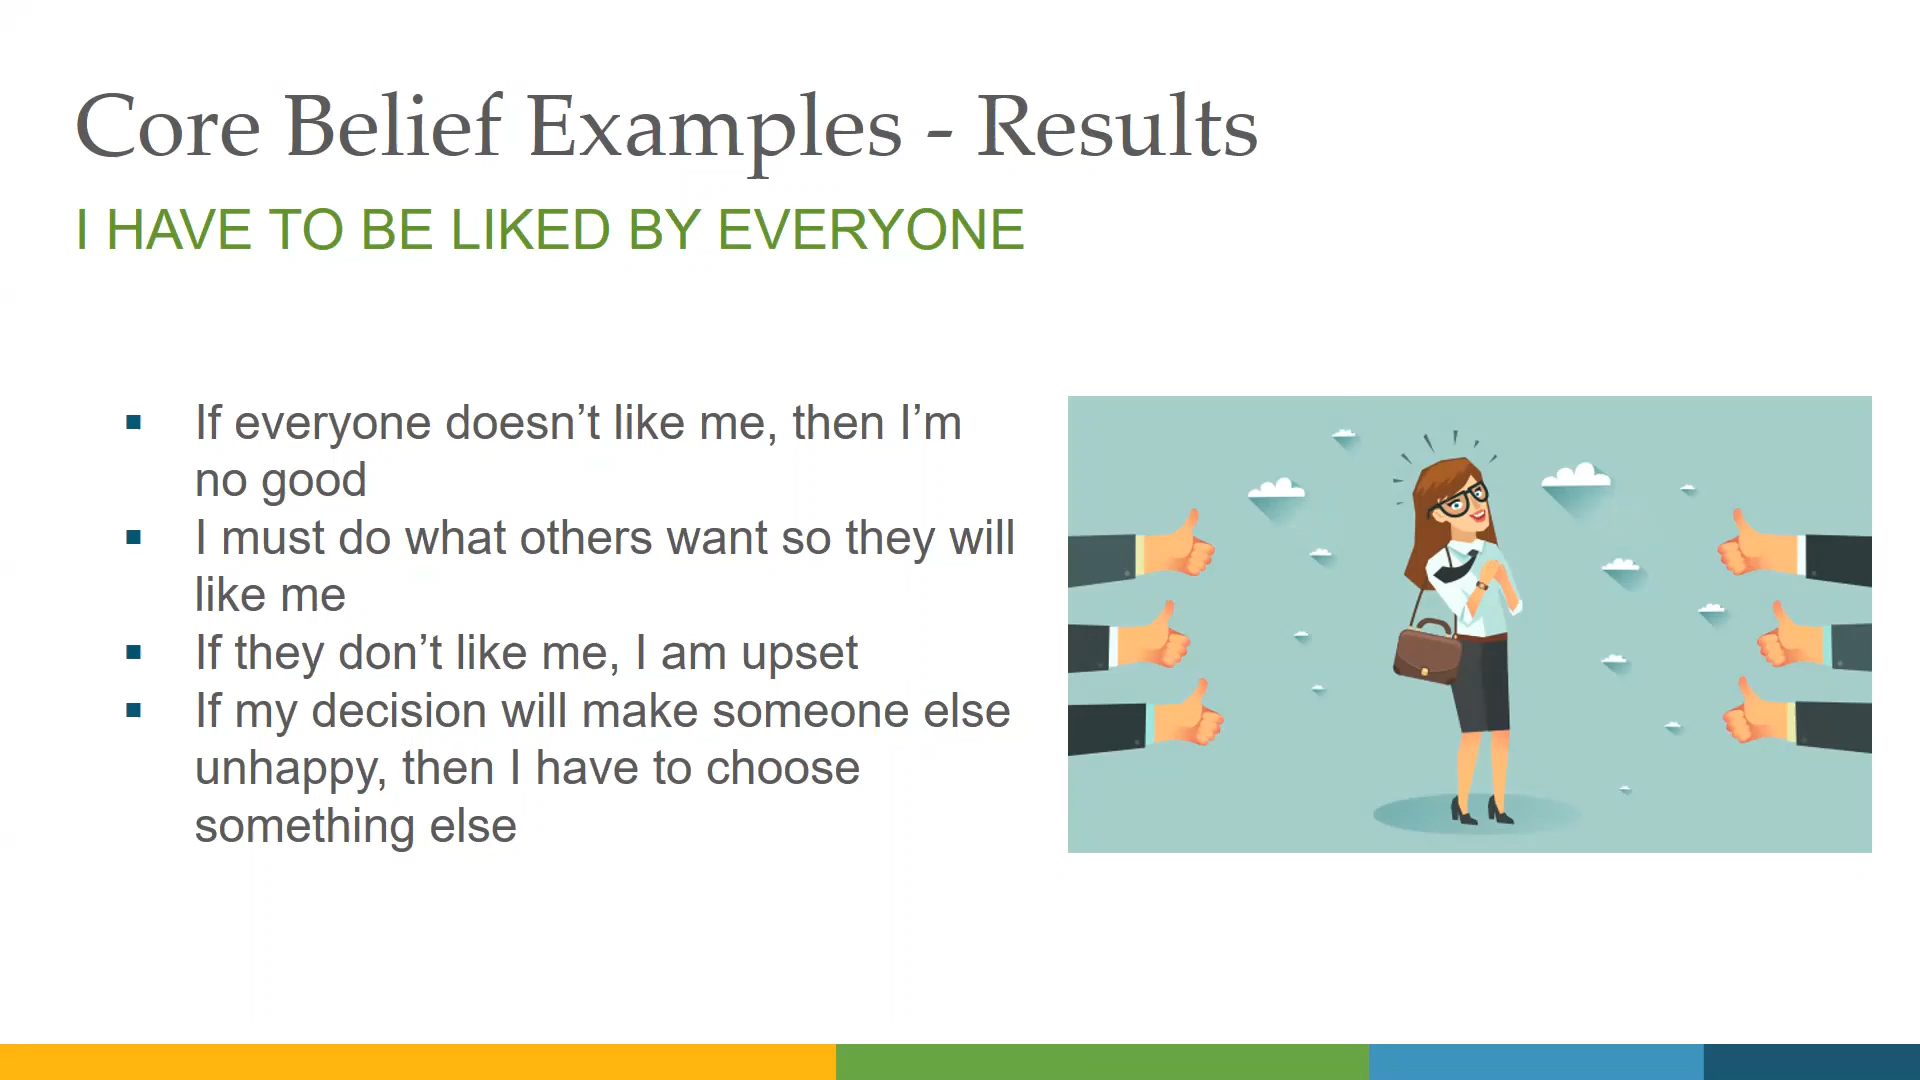 Core Belief Examples - Results
I HAVE TO BE LIKED BY EVERYONE
▪ If everyone doesn’t like me, then I’m
no good
▪ I must do what others want so they will
like me
▪ If they don’t like me, I am upset
▪ If my decision will make someone else
unhappy, then I have to choose
something else